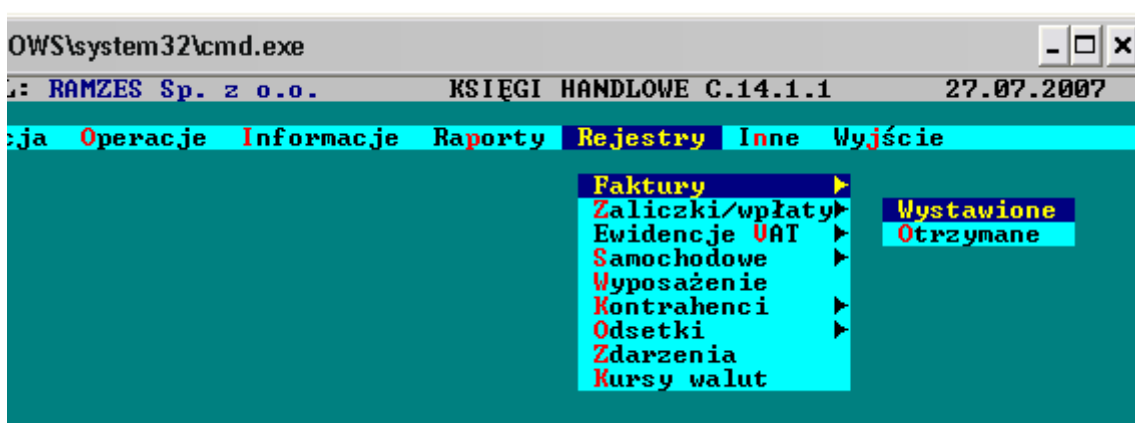 OWS\system32\cmd.exe
: RAMZES Sp. z o.o. KSIĘGI HANDLOWE C.14.1.1 27.07.2007
cja Operacje Informacje Raporty Rejestry Inne Wyjście
Faktury
Zaliczki/wpłaty Wystawione
Ewidencje VAT Otrzymane
Samochodowe
Wyposażenie
Kontrahenci
Odsetki
Zdarzenia
Kursy walut